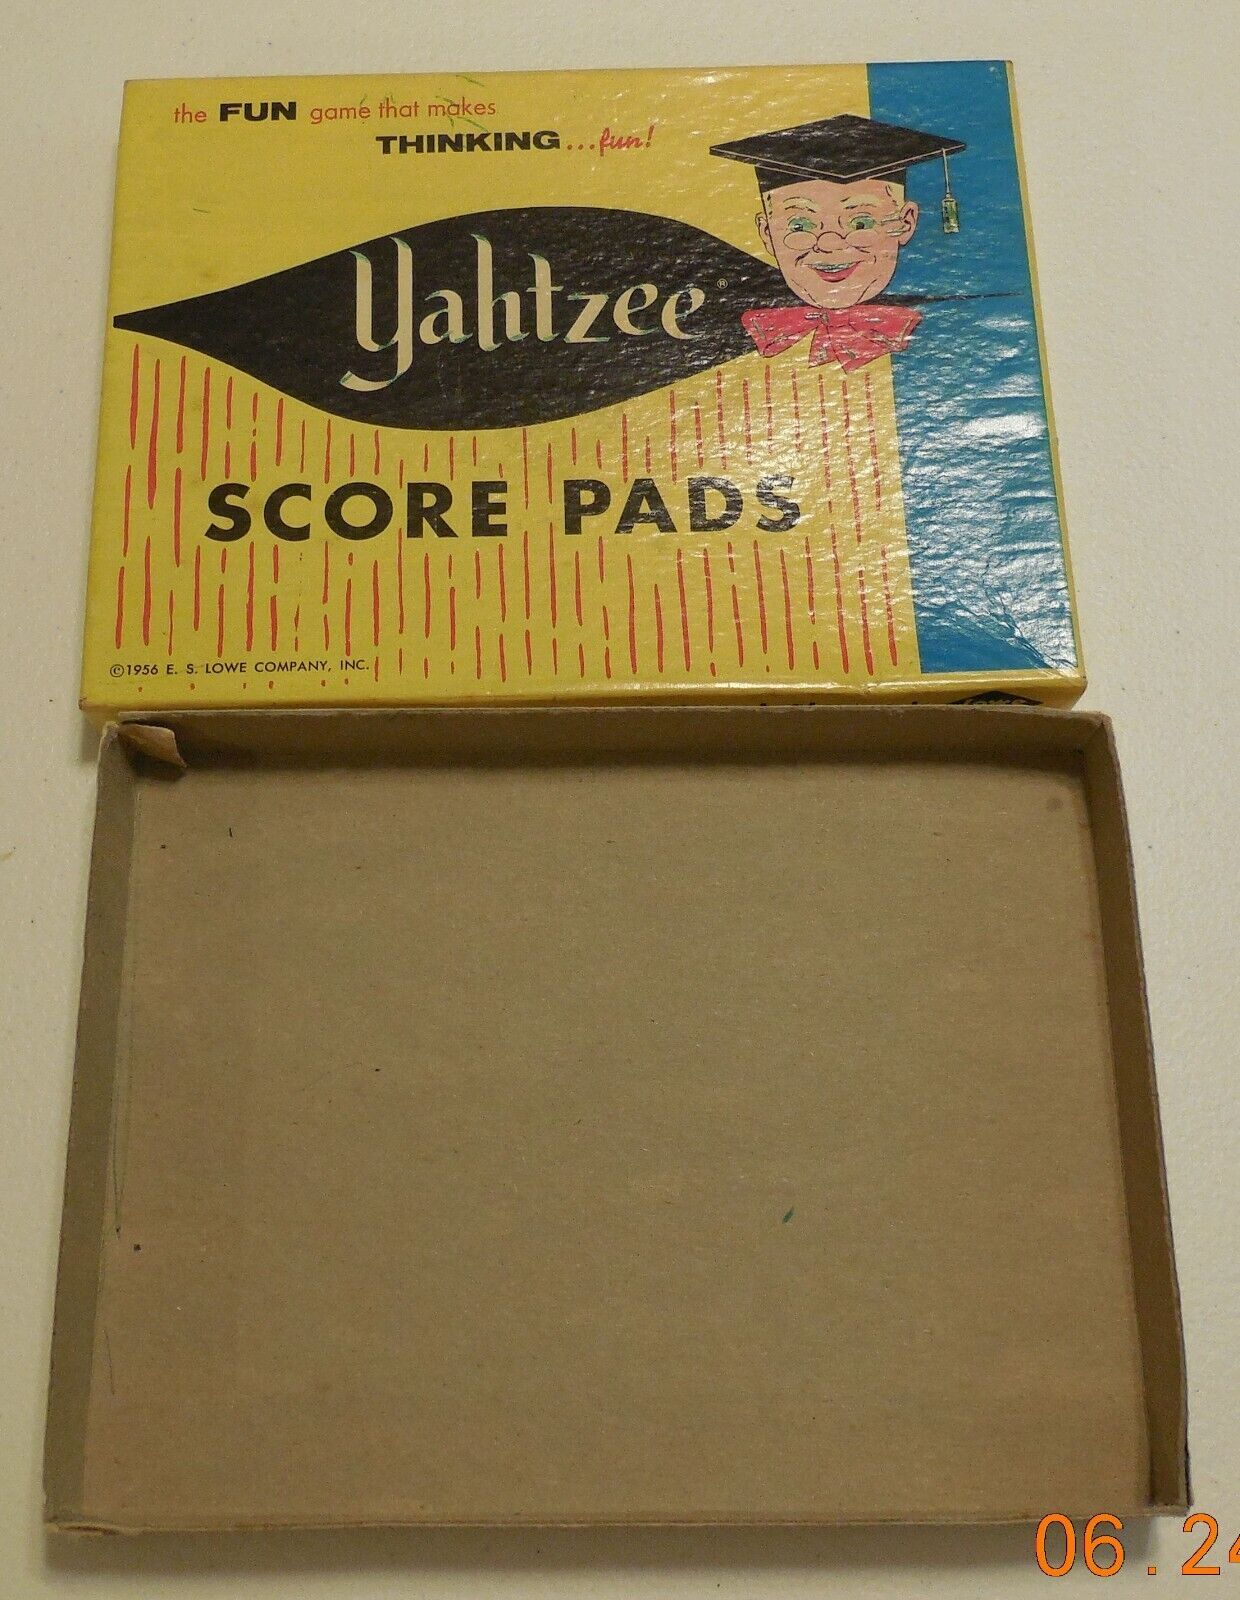 the FUN game that makes
THINKING...fun!
Yahtzee®
SCORE PADS
©1956 E. S. LOWE COMPANY, INC.
06.24